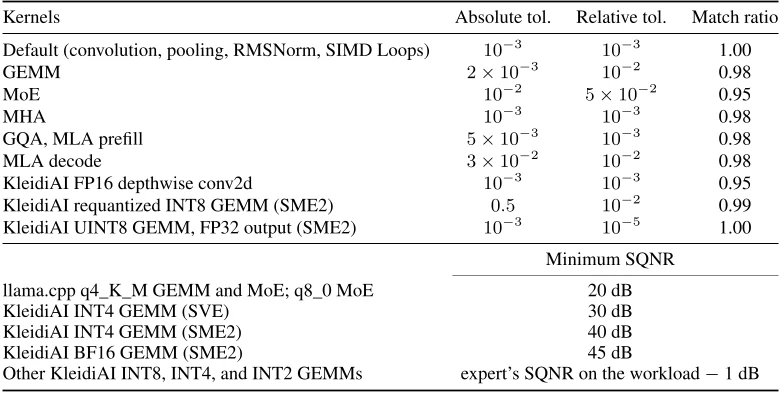 Kernels Absolute tol. Relative tol. Match ratio
Default (convolution, pooling, RMSNorm, SIMD Loops) 10⁻³ 10⁻³ 1.00
GEMM 2 × 10⁻³ 10⁻² 0.98
MoE 10⁻² 5 × 10⁻² 0.95
MHA 10⁻³ 10⁻³ 0.98
GQA, MLA prefill 5 × 10⁻³ 10⁻³ 0.98
MLA decode 3 × 10⁻² 10⁻² 0.98
KleidiAI FP16 depthwise conv2d 10⁻³ 10⁻³ 0.95
KleidiAI requantized INT8 GEMM (SME2) 0.5 10⁻² 0.99
KleidiAI UINT8 GEMM, FP32 output (SME2) 10⁻³ 10⁻⁵ 1.00
Minimum SQNR
llama.cpp q4_K_M GEMM and MoE; q8_0 MoE 20 dB
KleidiAI INT4 GEMM (SVE) 30 dB
KleidiAI INT4 GEMM (SME2) 40 dB
KleidiAI BF16 GEMM (SME2) 45 dB
Other KleidiAI INT8, INT4, and INT2 GEMMs expert's SQNR on the workload − 1 dB